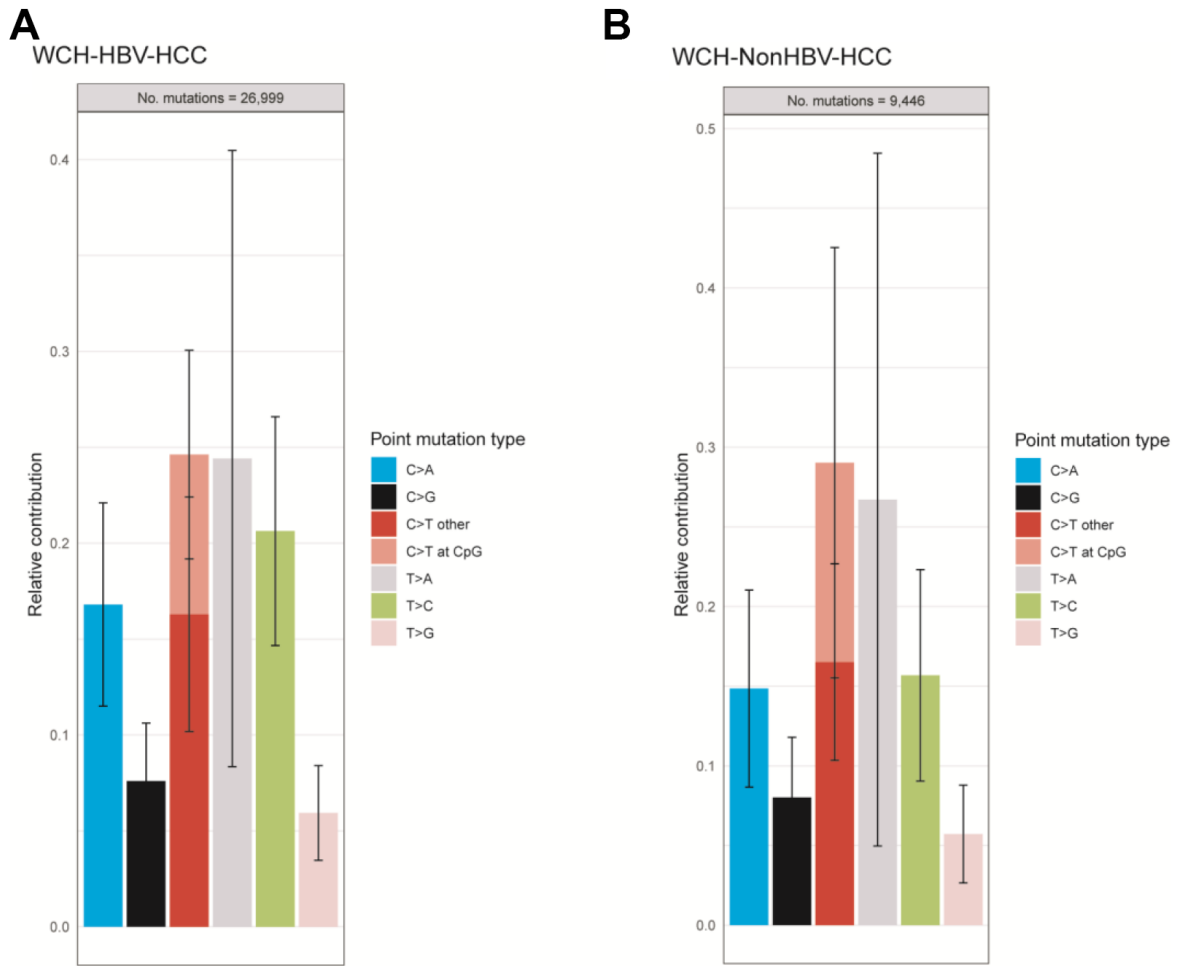 A
WCH-HBV-HCC
No. mutations = 26,999
0.4
0.3
0.2
0.1
0.0
Relative contribution
Point mutation type
C>A
C>G
C>T other
C>T at CpG
T>A
T>C
T>G
B
WCH-NonHBV-HCC
No. mutations = 9,446
0.5
0.4
0.3
0.2
0.1
0.0
Relative contribution
Point mutation type
C>A
C>G
C>T other
C>T at CpG
T>A
T>C
T>G